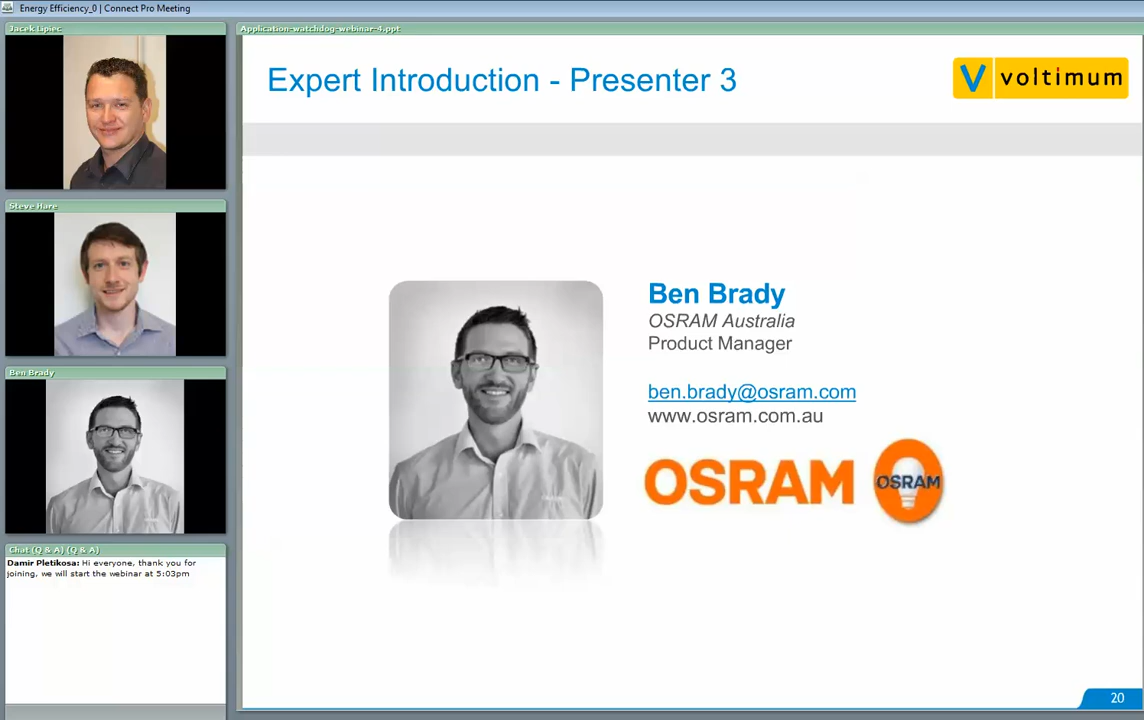 Energy Efficiency_0 | Connect Pro Meeting
Jacek Lipiec
Steve Hare
Ben Brady
Chat (Q & A) (Q & A)
Damir Pletikosa: Hi everyone, thank you for
joining, we will start the webinar at 5:03pm
Application-watchdog-webinar-4.ppt
Expert Introduction - Presenter 3
voltimum
Ben Brady
OSRAM Australia
Product Manager
ben.brady@osram.com
www.osram.com.au
OSRAM
OSRAM
20